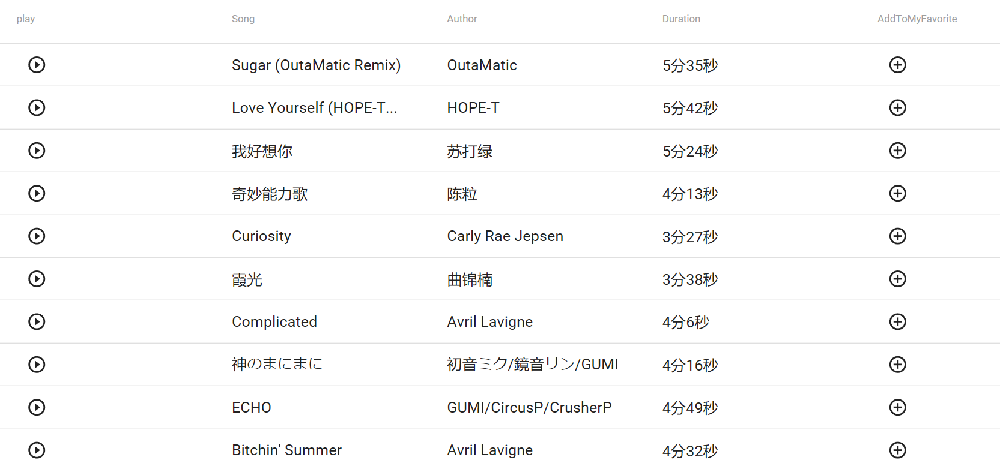 play Song Author Duration AddToMyFavorite
Sugar (OutaMatic Remix) OutaMatic 5分35秒
Love Yourself (HOPE-T... HOPE-T 5分42秒
我好想你 苏打绿 5分24秒
奇妙能力歌 陈粒 4分13秒
Curiosity Carly Rae Jepsen 3分27秒
霞光 曲锦楠 3分38秒
Complicated Avril Lavigne 4分6秒
神のまにまに 初音ミク/鏡音リン/GUMI 4分16秒
ECHO GUMI/CircusP/CrusherP 4分49秒
Bitchin' Summer Avril Lavigne 4分32秒